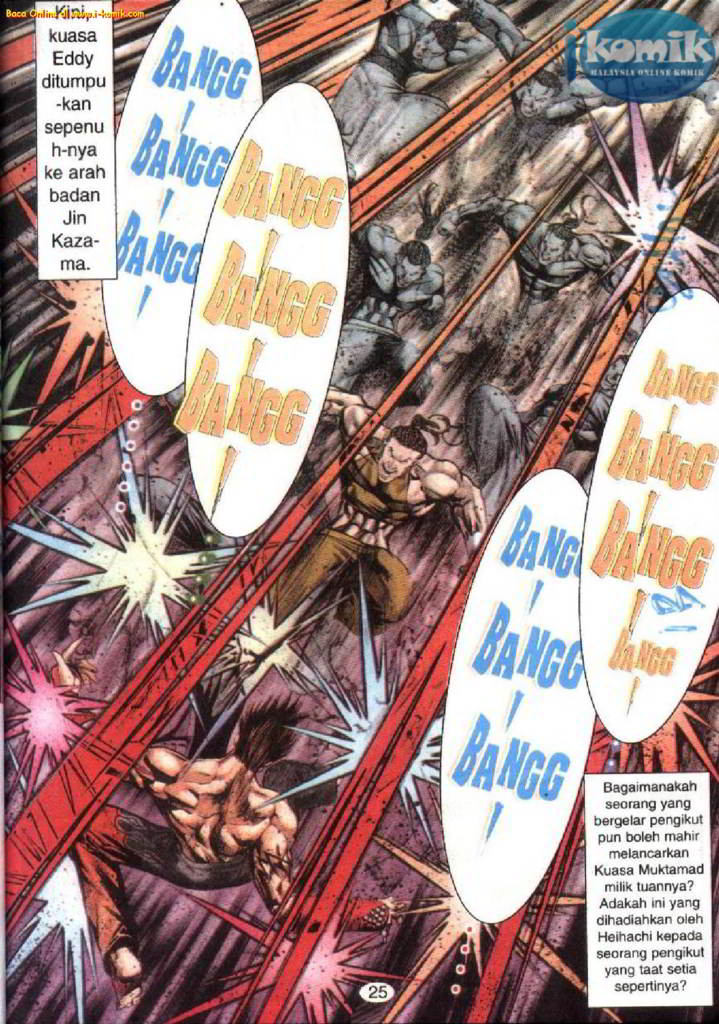 Baca Online di www.i-komik.com
ikomik
MALAYSIA ONLINE KOMIK
Kini
kuasa
Eddy
ditumpu
-kan
sepenu
h-nya
ke arah
badan
Jin
Kaza-
ma.
BANGG
!
BANGG
!
BANGG
!
BANGG
!
BANGG
!
BANGG
!
BANGG
!
BANGG
!
BANGG
!
BANGG
!
BANGG
!
BANGG
!
BANGG
!
Bagaimanakah
seorang yang
bergelar pengikut
pun boleh mahir
melancarkan
Kuasa Muktamad
milik tuannya?
Adakah ini yang
dihadiahkan oleh
Heihachi kepada
seorang pengikut
yang taat setia
sepertinya?
25